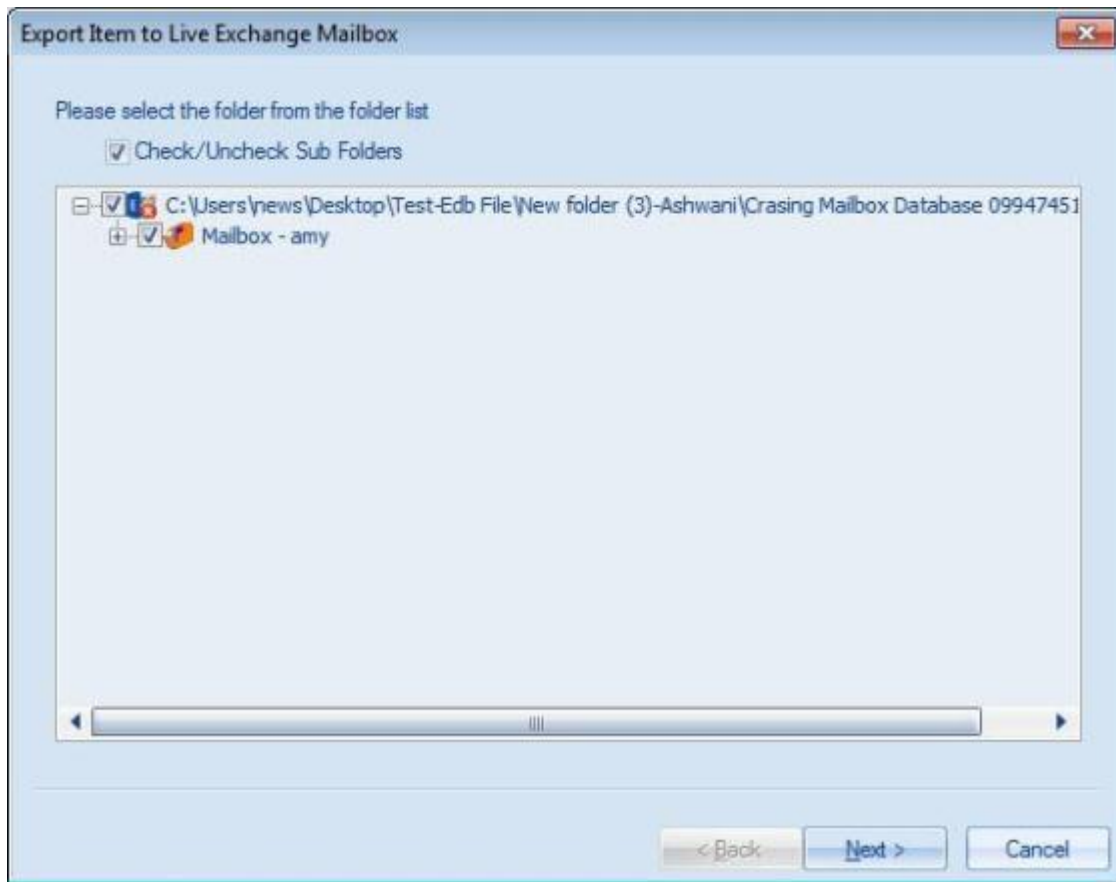 Export Item to Live Exchange Mailbox
Please select the folder from the folder list
Check/Uncheck Sub Folders
C:\Users\news\Desktop\Test-Edb File\New folder (3)-Ashwani\Crasing Mailbox Database 09947451
Mailbox - amy
< Back
Next >
Cancel